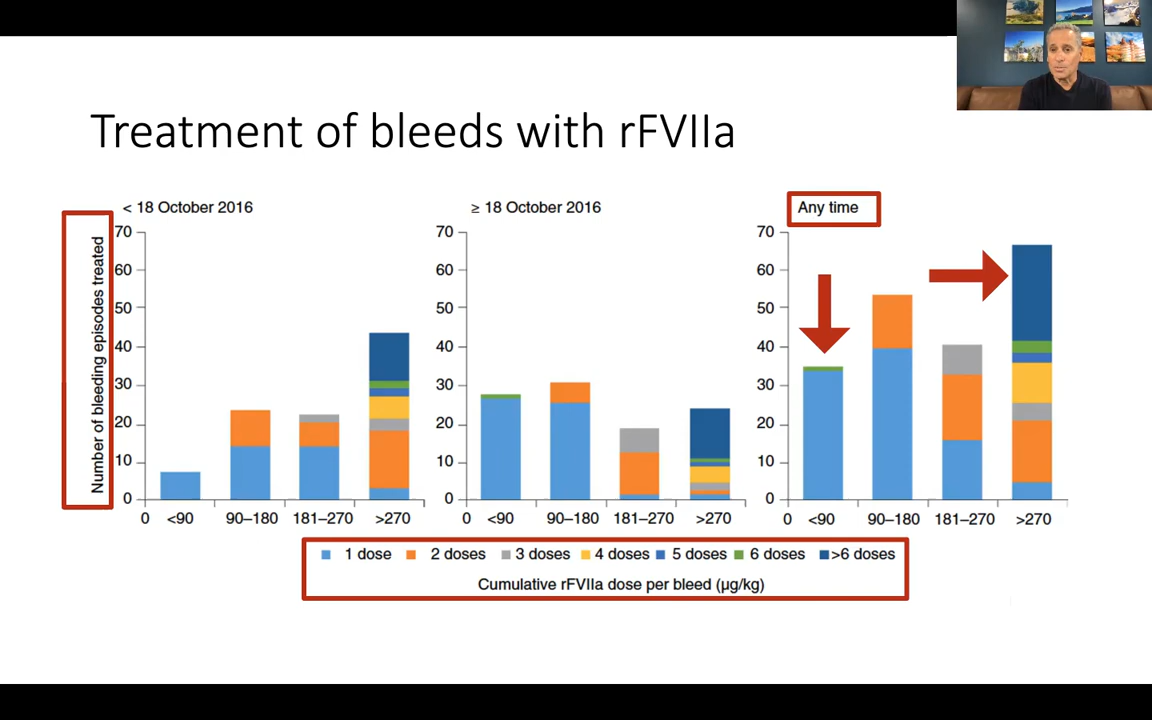 Treatment of bleeds with rFVIIa
< 18 October 2016
≥ 18 October 2016
Any time
Number of bleeding episodes treated
70
60
50
40
30
20
10
0
0 <90 90–180 181–270 >270
70
60
50
40
30
20
10
0
0 <90 90–180 181–270 >270
70
60
50
40
30
20
10
0
0 <90 90–180 181–270 >270
1 dose 2 doses 3 doses 4 doses 5 doses 6 doses >6 doses
Cumulative rFVIIa dose per bleed (µg/kg)